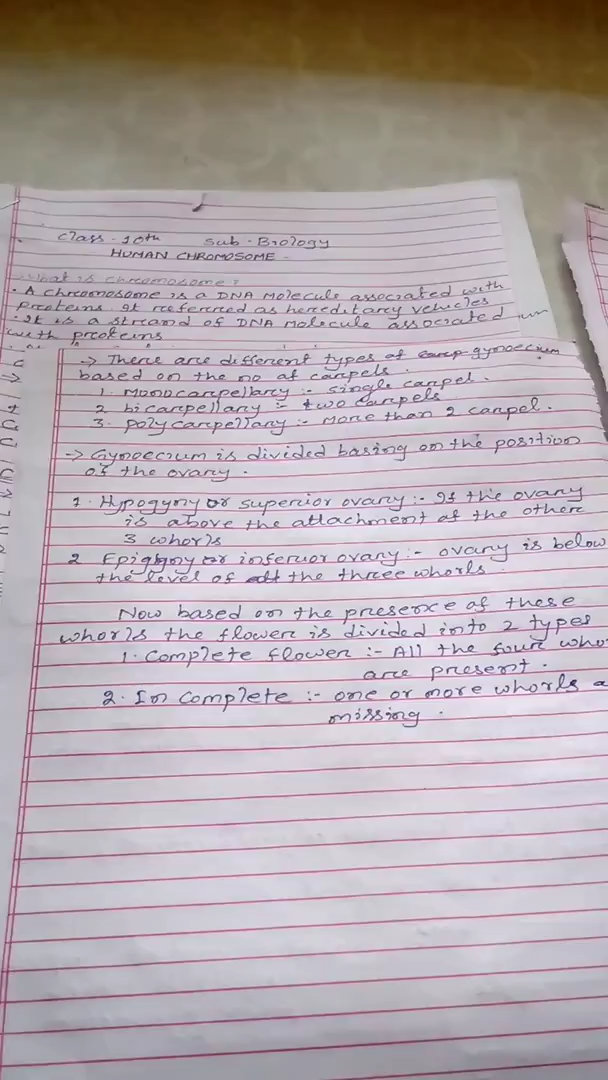 Class - 10th Sub - Biology
HUMAN CHROMOSOME -
What is chromosome?
• A chromosome is a DNA molecule associated with
proteins. It referred as hereditary vehicles
• It is a strand of DNA molecule associated
with proteins
→ There are different types of gynoecium
based on the no of carpels.
1. Monocarpellary :- single carpel.
2 bicarpellary :- two carpels
3. polycarpellary :- more than 2 carpel.
→ Gynoecium is divided basing on the position
of the ovary.
1. Hypogyny or superior ovary :- If the ovary
is above the attachment of the other
3 whorls
2 Epigyny or inferior ovary :- ovary is below
the level of all the three whorls
Now based on the presence of these
whorls the flower is divided into 2 types
1. Complete flower :- All the four who
are present.
2. In complete :- one or more whorls a
missing.